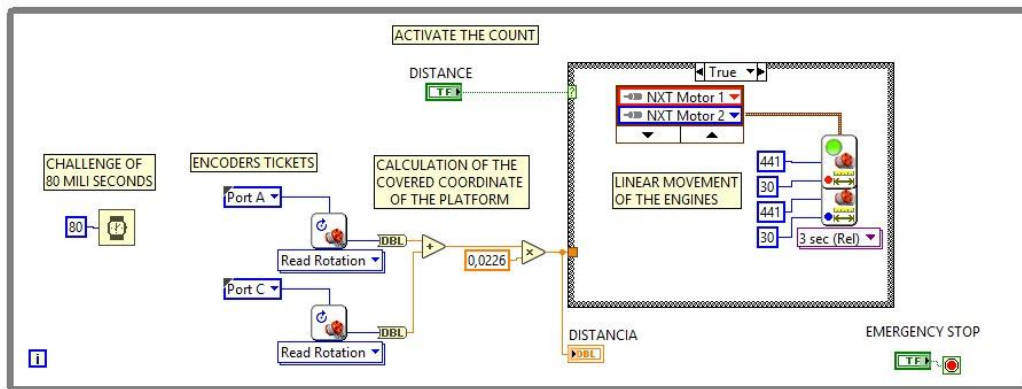 ACTIVATE THE COUNT
DISTANCE
TF
?
True
NXT Motor 1
NXT Motor 2
CHALLENGE OF
80 MILI SECONDS
80
ENCODERS TICKETS
Port A
Read Rotation
DBL
Port C
Read Rotation
DBL
CALCULATION OF THE
COVERED COORDINATE
OF THE PLATFORM
+
0,0226
x
LINEAR MOVEMENT
OF THE ENGINES
441
30
441
30
3 sec (Rel)
DISTANCIA
DBL
EMERGENCY STOP
TF
i